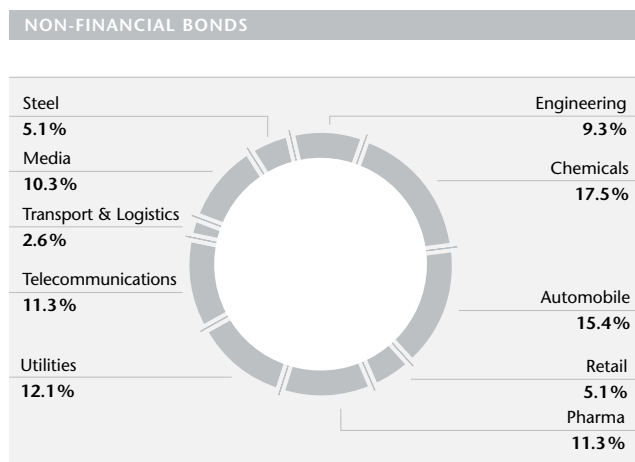 NON-FINANCIAL BONDS
Steel
5.1%
Media
10.3%
Transport & Logistics
2.6%
Telecommunications
11.3%
Utilities
12.1%
Engineering
9.3%
Chemicals
17.5%
Automobile
15.4%
Retail
5.1%
Pharma
11.3%